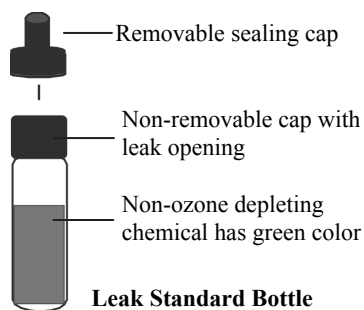 Removable sealing cap
Non-removable cap with
leak opening
Non-ozone depleting
chemical has green color
Leak Standard Bottle